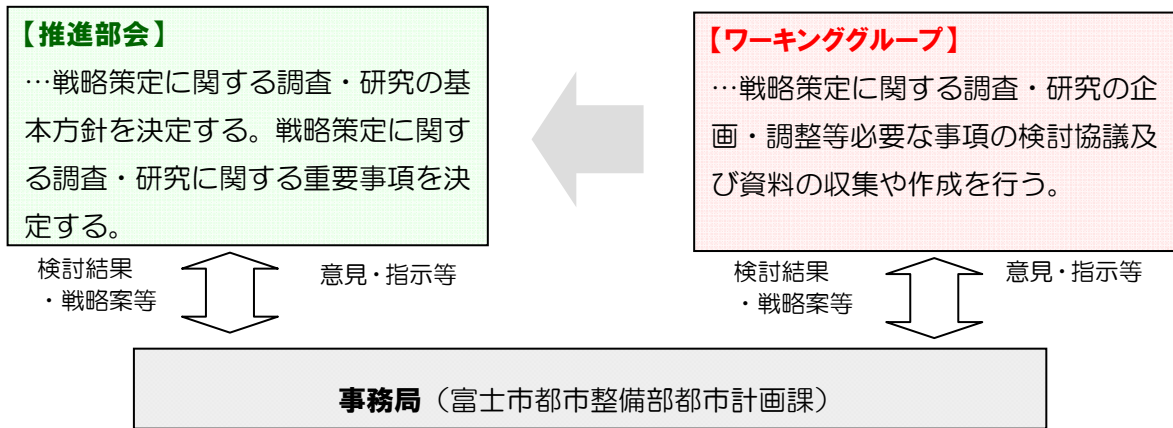 【推進部会】
…戦略策定に関する調査・研究の基
本方針を決定する。戦略策定に関す
る調査・研究に関する重要事項を決
定する。
【ワーキンググループ】
…戦略策定に関する調査・研究の企
画・調整等必要な事項の検討協議及
び資料の収集や作成を行う。
検討結果
・戦略案等
意見・指示等
検討結果
・戦略案等
意見・指示等
事務局（富士市都市整備部都市計画課）